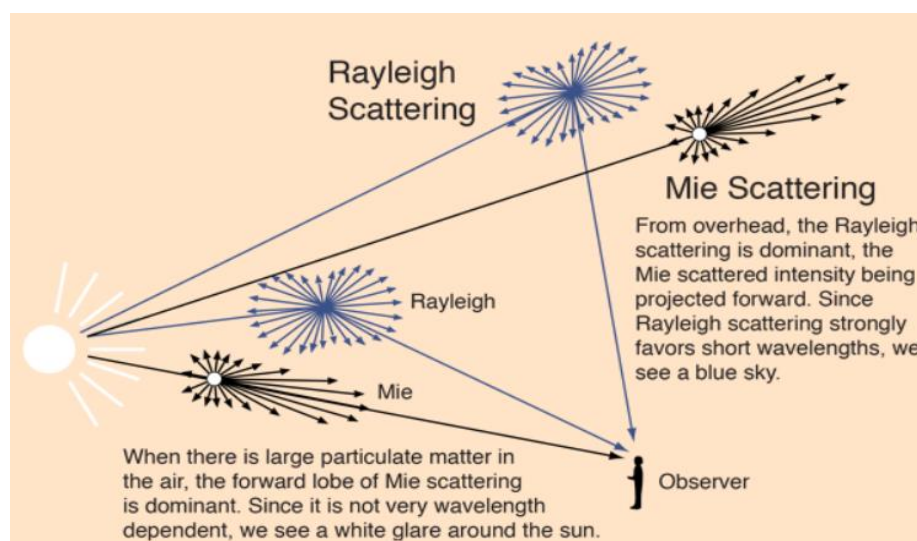 Rayleigh
Scattering
Mie Scattering
From overhead, the Rayleigh
scattering is dominant, the
Mie scattered intensity being
projected forward. Since
Rayleigh scattering strongly
favors short wavelengths, we
see a blue sky.
Rayleigh
Mie
When there is large particulate matter in
the air, the forward lobe of Mie scattering
is dominant. Since it is not very wavelength
dependent, we see a white glare around the sun.
Observer